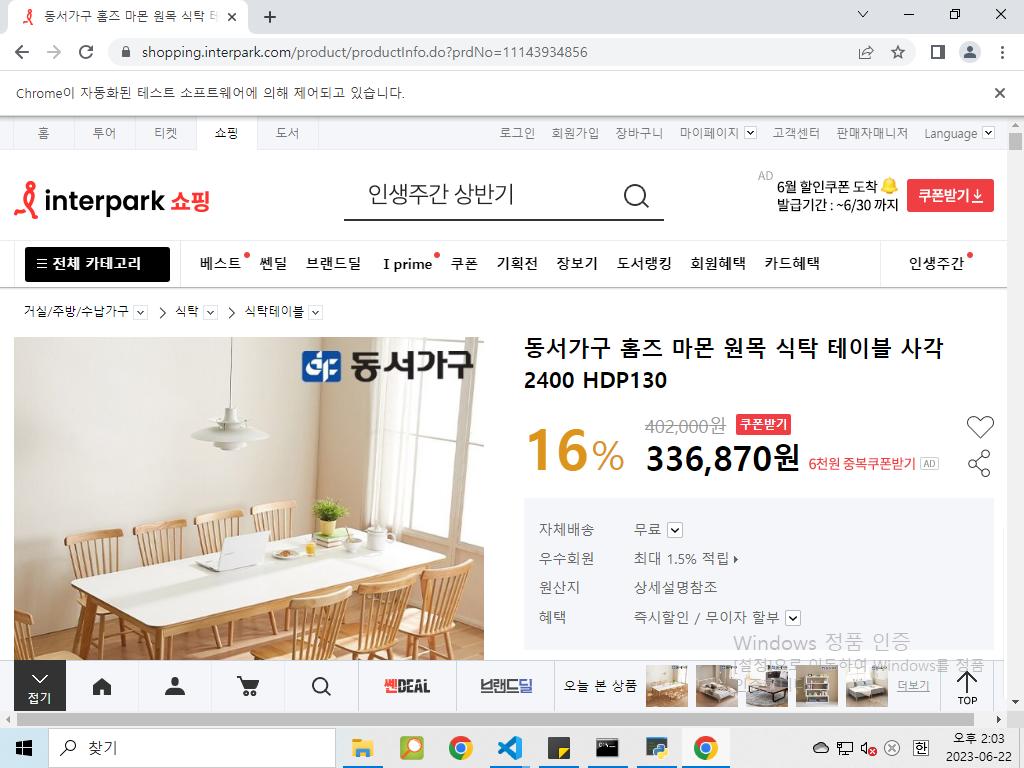 동서가구 홈즈 마몬 원목 식탁 테
shopping.interpark.com/product/productInfo.do?prdNo=11143934856
Chrome이 자동화된 테스트 소프트웨어에 의해 제어되고 있습니다.
홈 투어 티켓 쇼핑 도서 로그인 회원가입 장바구니 마이페이지 고객센터 판매자매니저 Language
interpark 쇼핑
인생주간 상반기
AD
6월 할인쿠폰 도착
발급기간 : ~6/30 까지
쿠폰받기
전체 카테고리 베스트 쎈딜 브랜드딜 I prime 쿠폰 기획전 장보기 도서랭킹 회원혜택 카드혜택 인생주간
거실/주방/수납가구 식탁 식탁테이블
동서가구
동서가구 홈즈 마몬 원목 식탁 테이블 사각
2400 HDP130
16%
402,000원 쿠폰받기
336,870원 6천원 중복쿠폰받기 AD
자체배송 무료
우수회원 최대 1.5% 적립
원산지 상세설명참조
혜택 즉시할인 / 무이자 할부
Windows 정품 인증
[설정]으로 이동하여 Windows를 정품
접기
쎈DEAL
브랜드딜
오늘 본 상품
더보기
TOP
찾기
한
오후 2:03
2023-06-22